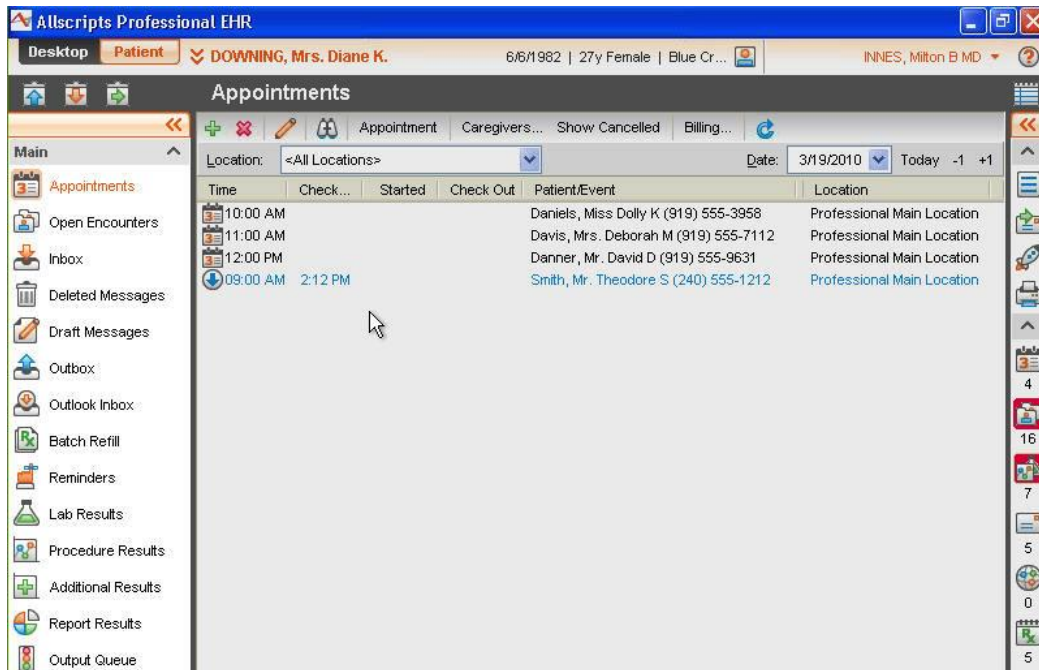 Allscripts Professional EHR
Desktop Patient DOWNING, Mrs. Diane K. 6/6/1982 | 27y Female | Blue Cr... INNES, Milton B MD
Appointments
Appointment Caregivers... Show Cancelled Billing...
Main
Location: <All Locations> Date: 3/19/2010 Today -1 +1
Time Check... Started Check Out Patient/Event Location
10:00 AM Daniels, Miss Dolly K (919) 555-3958 Professional Main Location
11:00 AM Davis, Mrs. Deborah M (919) 555-7112 Professional Main Location
12:00 PM Danner, Mr. David D (919) 555-9631 Professional Main Location
09:00 AM 2:12 PM Smith, Mr. Theodore S (240) 555-1212 Professional Main Location
Appointments
Open Encounters
Inbox
Deleted Messages
Draft Messages
Outbox
Outlook Inbox
Batch Refill
Reminders
Lab Results
Procedure Results
Additional Results
Report Results
Output Queue
4
16
7
5
0
5